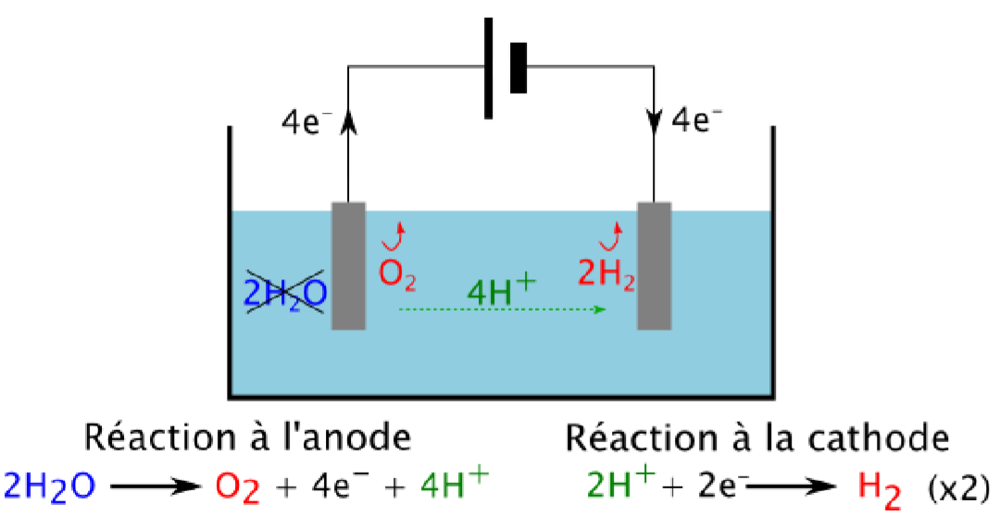 4e⁻ 4e⁻
2H₂O O₂ 4H⁺ 2H₂
Réaction à l'anode Réaction à la cathode
2H₂O ⟶ O₂ + 4e⁻ + 4H⁺ 2H⁺ + 2e⁻ ⟶ H₂ (x2)